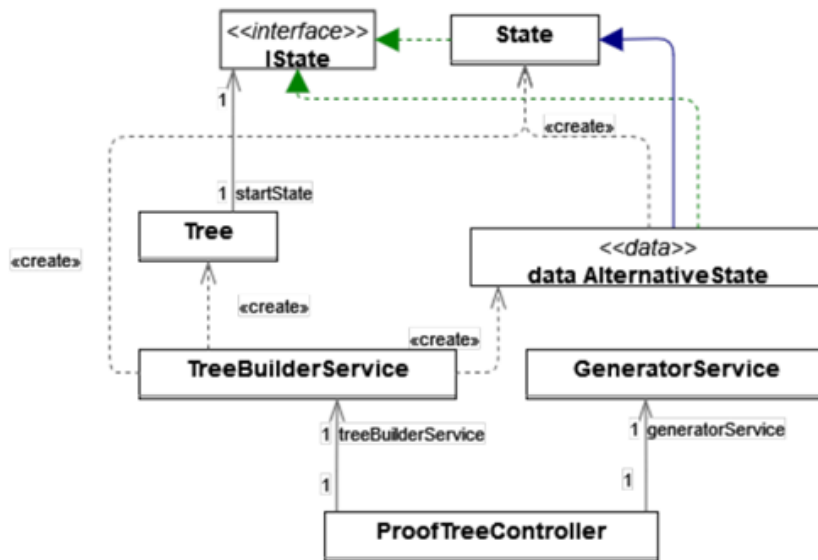 <<interface>>
IState
State
1
«create»
1 startState
Tree
<<data>>
data AlternativeState
«create»
«create»
«create»
TreeBuilderService
GeneratorService
1 treeBuilderService
1 generatorService
1
1
ProofTreeController